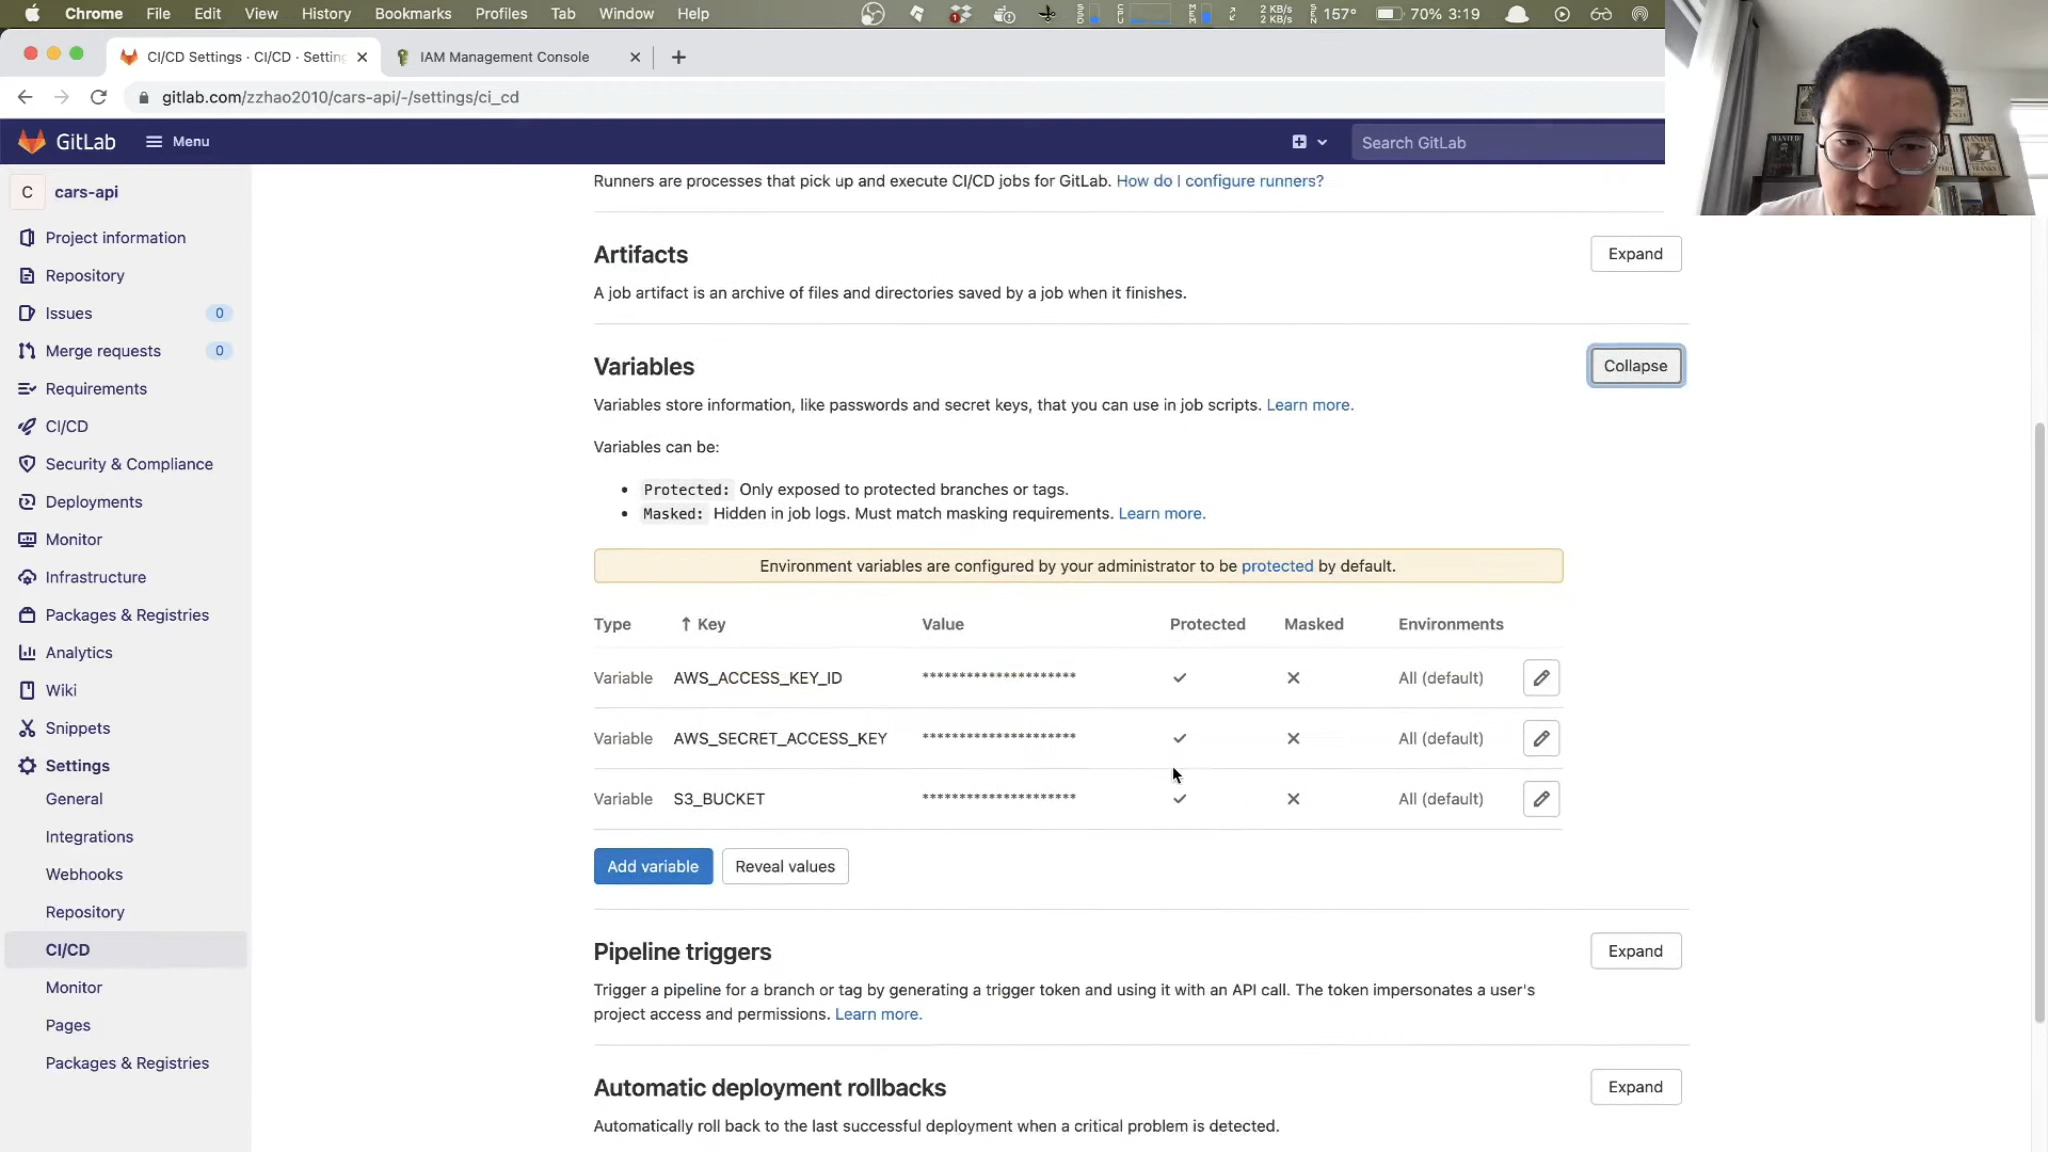 Chrome File Edit View History Bookmarks Profiles Tab Window Help 2 KB/s 2 KB/s 157° 70% 3:19
CI/CD Settings · CI/CD · Setting IAM Management Console
gitlab.com/zzhao2010/cars-api/-/settings/ci_cd
GitLab Menu Search GitLab
C cars-api
Project information
Repository
Issues 0
Merge requests 0
Requirements
CI/CD
Security & Compliance
Deployments
Monitor
Infrastructure
Packages & Registries
Analytics
Wiki
Snippets
Settings
General
Integrations
Webhooks
Repository
CI/CD
Monitor
Pages
Packages & Registries
Runners are processes that pick up and execute CI/CD jobs for GitLab. How do I configure runners?
Artifacts Expand
A job artifact is an archive of files and directories saved by a job when it finishes.
Variables Collapse
Variables store information, like passwords and secret keys, that you can use in job scripts. Learn more.
Variables can be:
• Protected: Only exposed to protected branches or tags.
• Masked: Hidden in job logs. Must match masking requirements. Learn more.
Environment variables are configured by your administrator to be protected by default.
Type ↑ Key Value Protected Masked Environments
Variable AWS_ACCESS_KEY_ID ********************* ✓ ✕ All (default)
Variable AWS_SECRET_ACCESS_KEY ********************* ✓ ✕ All (default)
Variable S3_BUCKET ********************* ✓ ✕ All (default)
Add variable Reveal values
Pipeline triggers Expand
Trigger a pipeline for a branch or tag by generating a trigger token and using it with an API call. The token impersonates a user's
project access and permissions. Learn more.
Automatic deployment rollbacks Expand
Automatically roll back to the last successful deployment when a critical problem is detected.